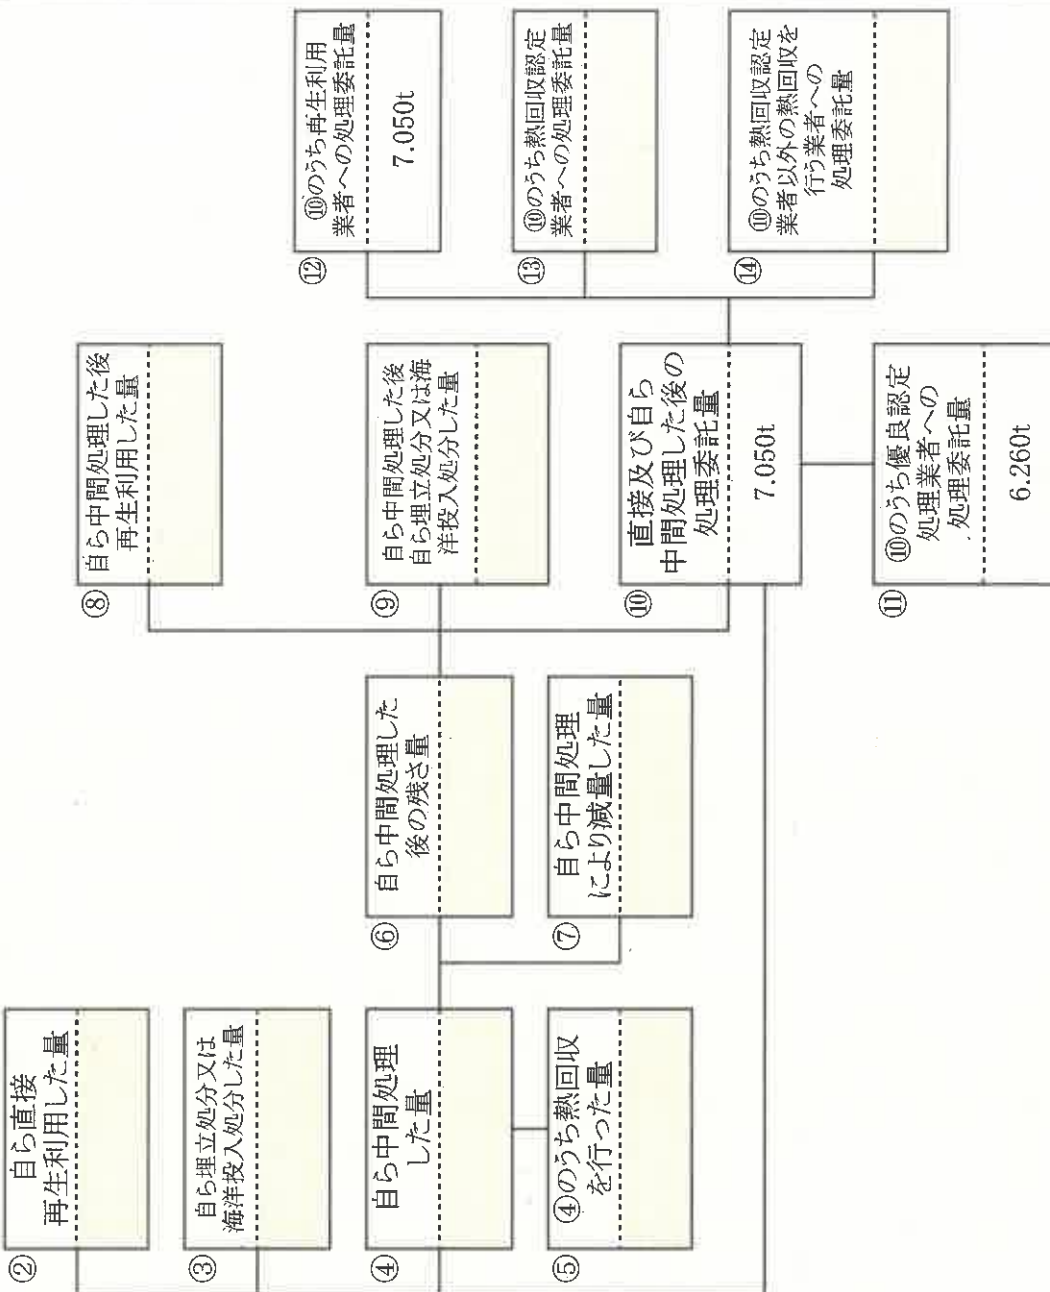 ②
自ら直接
再生利用した量
③
自ら埋立処分又は
海洋投入処分した量
④
自ら中間処理
した量
⑤
④のうち熱回収
を行った量
⑥
自ら中間処理した
後の残さ量
⑦
自ら中間処理
により減量した量
⑧
自ら中間処理した後
再生利用した量
⑨
自ら中間処理した後
自ら埋立処分又は海
洋投入処分した量
⑩
直接及び自ら
中間処理した後の
処理委託量
7.050t
⑪
⑩のうち優良認定
処理業者への
処理委託量
6.260t
⑫
⑩のうち再生利用
業者への処理委託量
7.050t
⑬
⑩のうち熱回収認定
業者への処理委託量
⑭
⑩のうち熱回収認定
業者以外の熱回収を
行う業者への
処理委託量